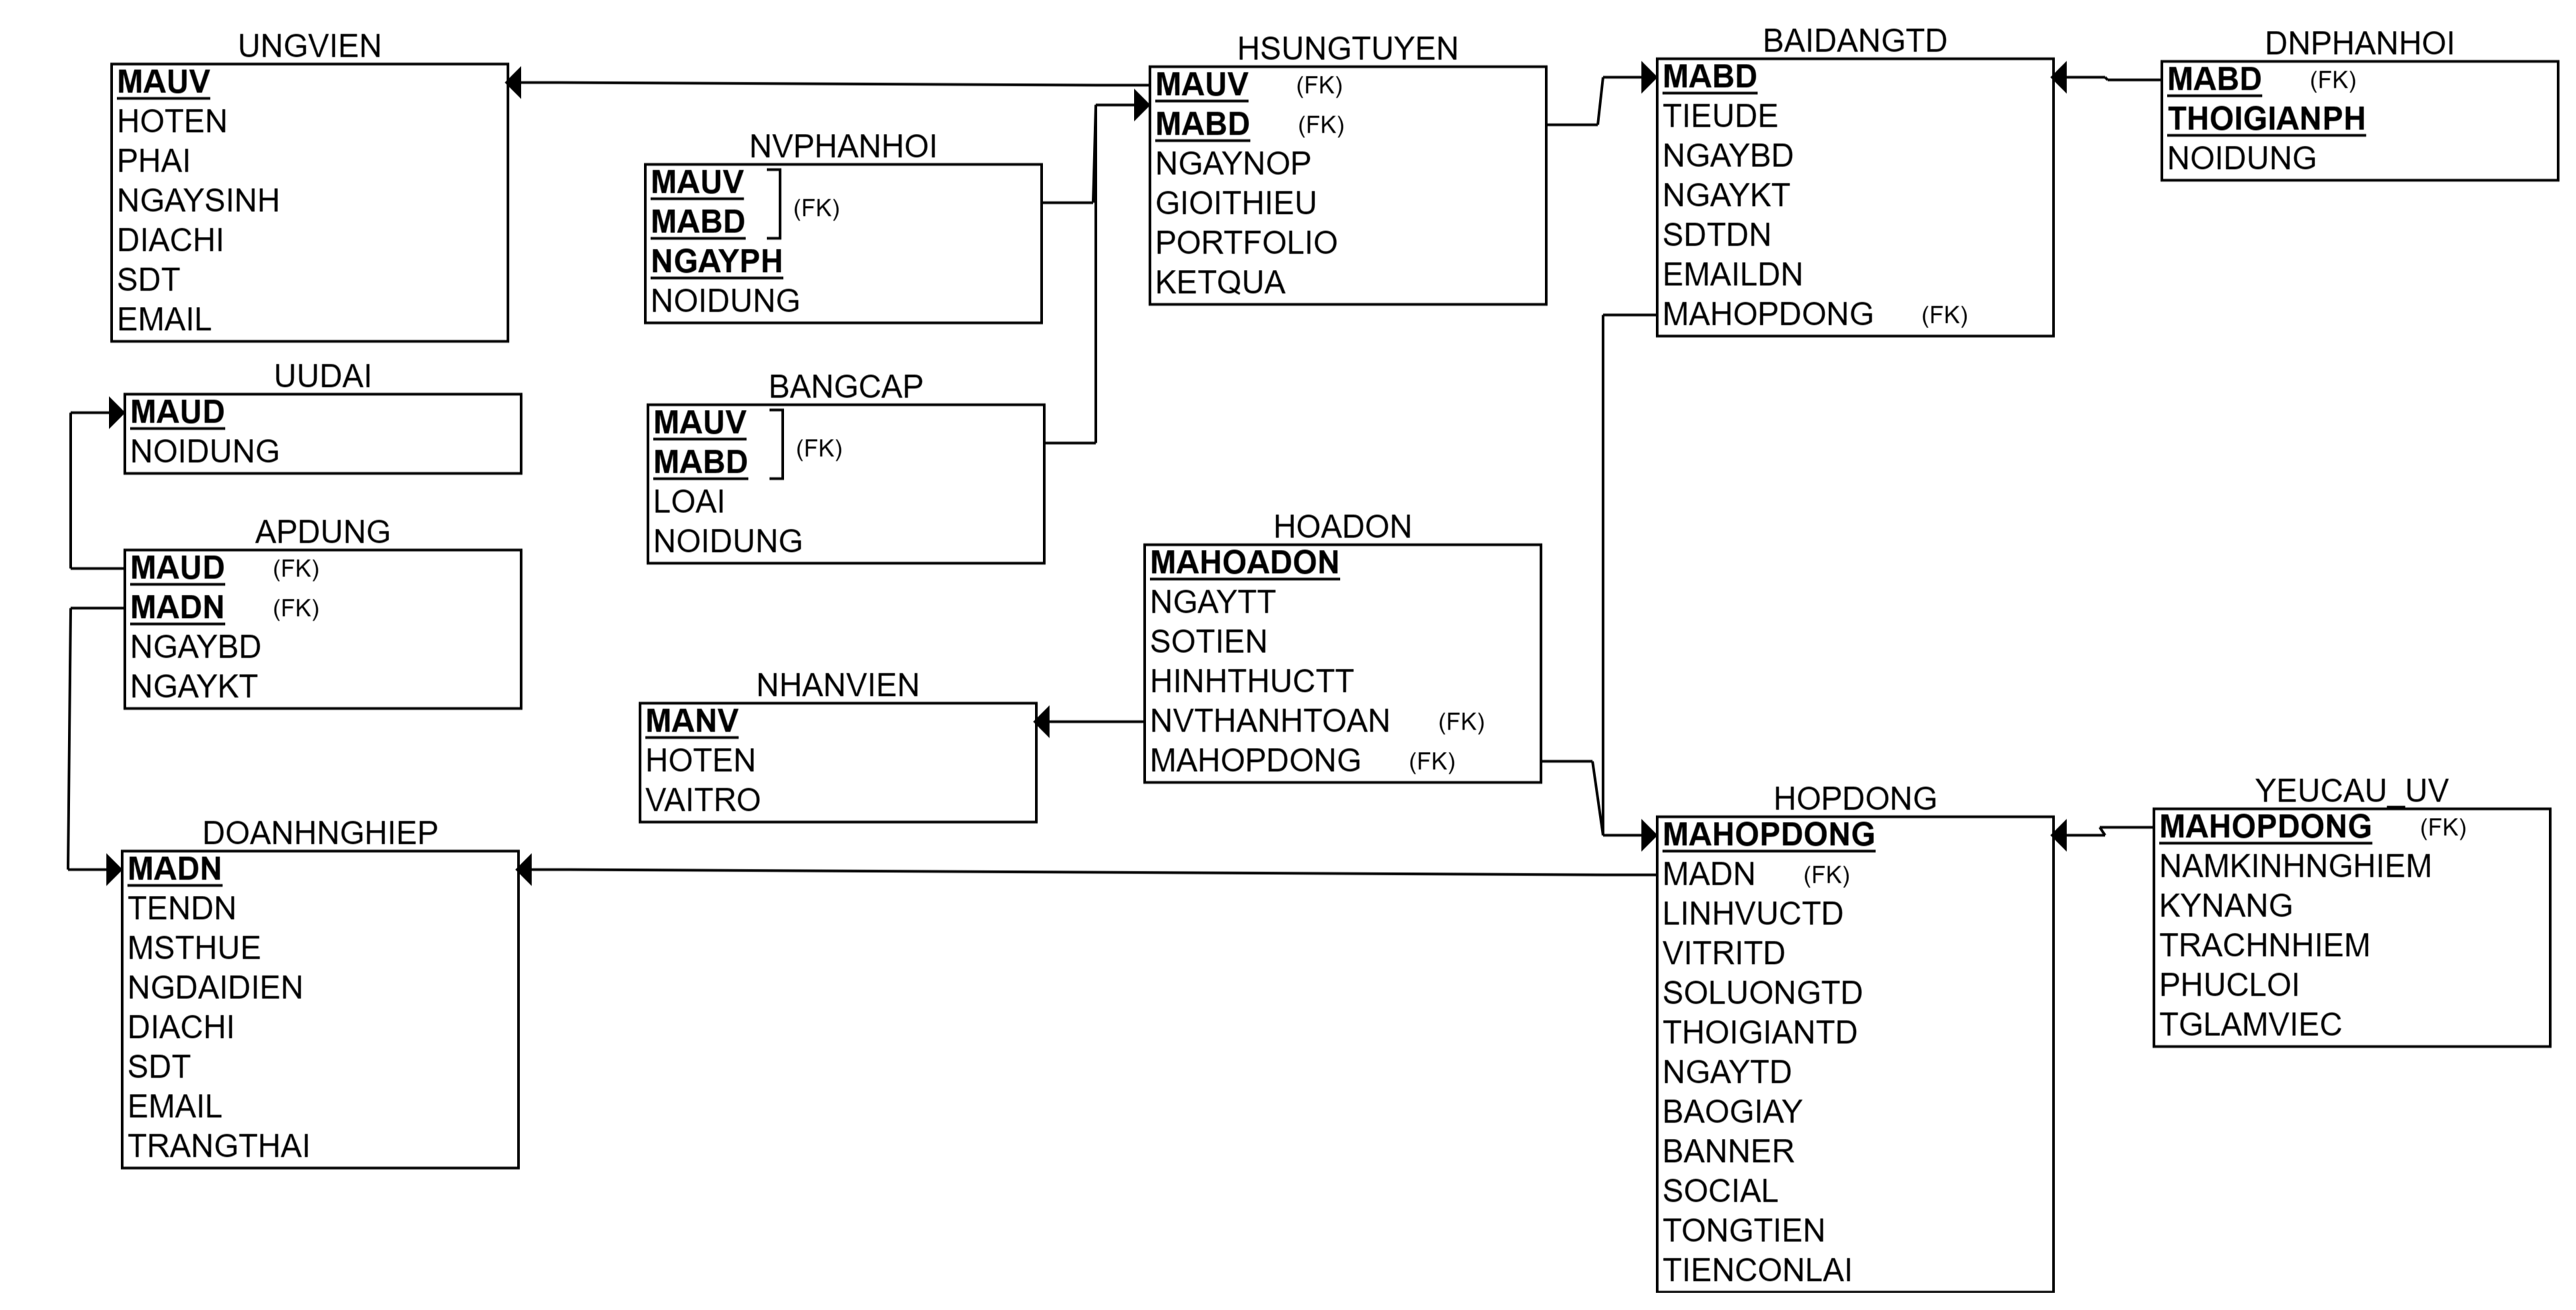 UNGVIEN
MAUV
HOTEN
PHAI
NGAYSINH
DIACHI
SDT
EMAIL
UUDAI
MAUD
NOIDUNG
APDUNG
MAUD (FK)
MADN (FK)
NGAYBD
NGAYKT
DOANHNGHIEP
MADN
TENDN
MSTHUE
NGDAIDIEN
DIACHI
SDT
EMAIL
TRANGTHAI
NVPHANHOI
MAUV
(FK)
MABD
NGAYPH
NOIDUNG
BANGCAP
MAUV
(FK)
MABD
LOAI
NOIDUNG
NHANVIEN
MANV
HOTEN
VAITRO
HSUNGTUYEN
MAUV (FK)
MABD (FK)
NGAYNOP
GIOITHIEU
PORTFOLIO
KETQUA
HOADON
MAHOADON
NGAYTT
SOTIEN
HINHTHUCTT
NVTHANHTOAN (FK)
MAHOPDONG (FK)
BAIDANGTD
MABD
TIEUDE
NGAYBD
NGAYKT
SDTDN
EMAILDN
MAHOPDONG (FK)
HOPDONG
MAHOPDONG
MADN (FK)
LINHVUCTD
VITRITD
SOLUONGTD
THOIGIANTD
NGAYTD
BAOGIAY
BANNER
SOCIAL
TONGTIEN
TIENCONLAI
DNPHANHOI
MABD (FK)
THOIGIANPH
NOIDUNG
YEUCAU_UV
MAHOPDONG (FK)
NAMKINHNGHIEM
KYNANG
TRACHNHIEM
PHUCLOI
TGLAMVIEC